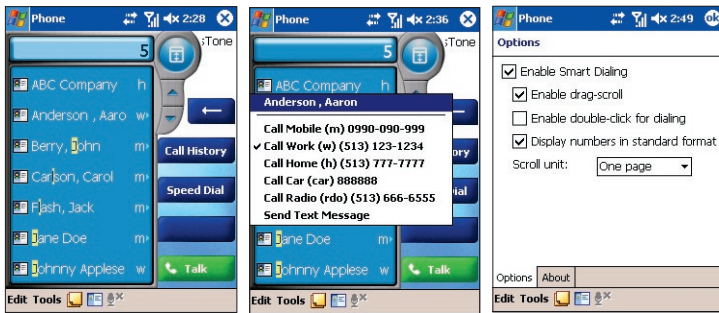 Phone 2:28
5
:Tone
ABC Company h
Anderson , Aaro w
Berry, John m
Carlson, Carol m
Flash, Jack m
Jane Doe m
Johnny Applese w
Call History
Speed Dial
Talk
Edit Tools
Phone 2:36
5
:Tone
ABC Company h
Anderson , Aaron
Call Mobile (m) 0990-090-999
Call Work (w) (513) 123-1234
Call Home (h) (513) 777-7777
Call Car (car) 888888
Call Radio (rdo) (513) 666-6555
Send Text Message
ory
ial
Jane Doe m
Johnny Applese w
Talk
Edit Tools
Phone 2:49 ok
Options
Enable Smart Dialing
Enable drag-scroll
Enable double-click for dialing
Display numbers in standard format
Scroll unit: One page
Options About
Edit Tools